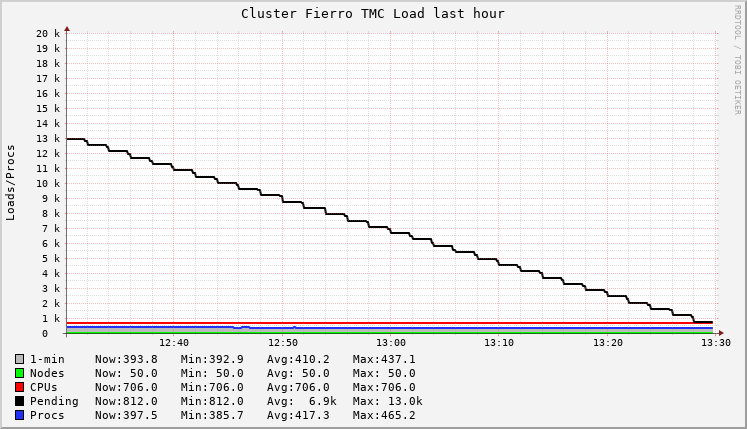 Cluster Fierro TMC Load last hour
RRDTOOL / TOBI OETIKER
Loads/Procs
20 k
19 k
18 k
17 k
16 k
15 k
14 k
13 k
12 k
11 k
10 k
9 k
8 k
7 k
6 k
5 k
4 k
3 k
2 k
1 k
0
12:40 12:50 13:00 13:10 13:20 13:30
1-min Now:393.8 Min:392.9 Avg:410.2 Max:437.1
Nodes Now: 50.0 Min: 50.0 Avg: 50.0 Max: 50.0
CPUs Now:706.0 Min:706.0 Avg:706.0 Max:706.0
Pending Now:812.0 Min:812.0 Avg: 6.9k Max: 13.0k
Procs Now:397.5 Min:385.7 Avg:417.3 Max:465.2